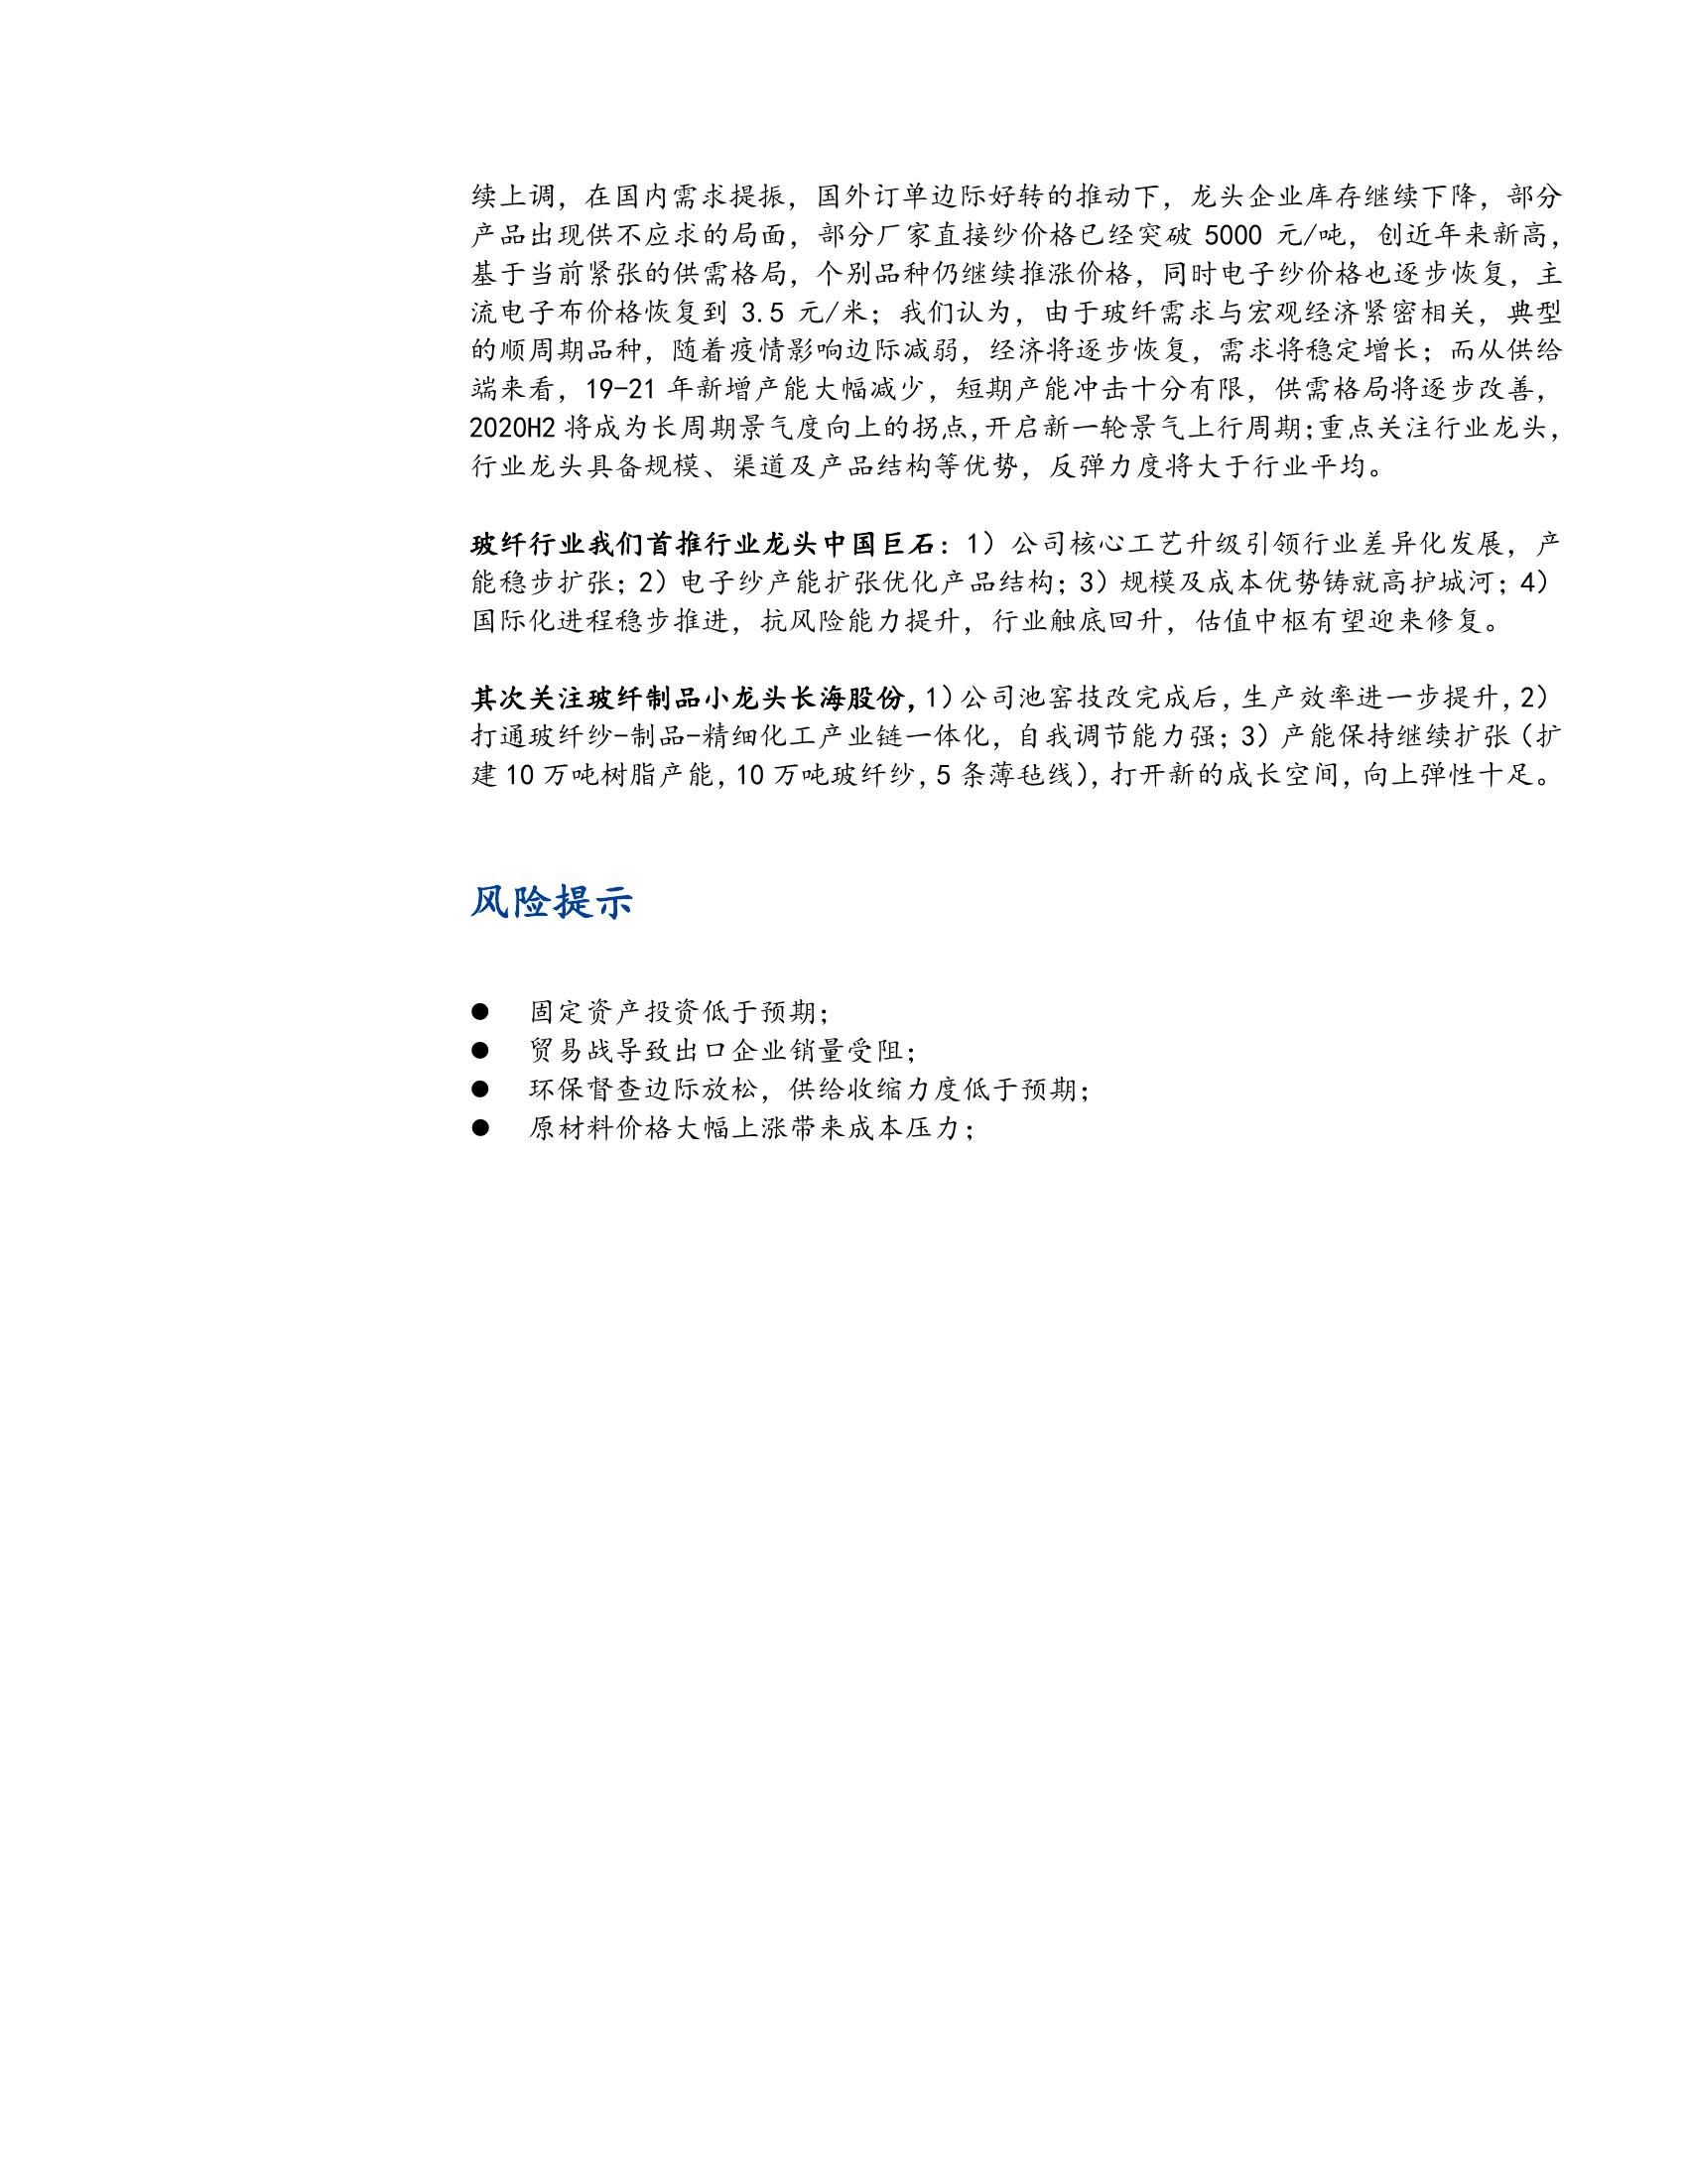 续上调，在国内需求提振，国外订单边际好转的推动下，龙头企业库存继续下降，部分
产品出现供不应求的局面，部分厂家直接纱价格已经突破 5000 元/吨，创近年来新高，
基于当前紧张的供需格局，个别品种仍继续推涨价格，同时电子纱价格也逐步恢复，主
流电子布价格恢复到 3.5 元/米；我们认为，由于玻纤需求与宏观经济紧密相关，典型
的顺周期品种，随着疫情影响边际减弱，经济将逐步恢复，需求将稳定增长；而从供给
端来看，19-21 年新增产能大幅减少，短期产能冲击十分有限，供需格局将逐步改善，
2020H2 将成为长周期景气度向上的拐点,开启新一轮景气上行周期;重点关注行业龙头，
行业龙头具备规模、渠道及产品结构等优势，反弹力度将大于行业平均。
玻纤行业我们首推行业龙头中国巨石：1）公司核心工艺升级引领行业差异化发展，产
能稳步扩张；2）电子纱产能扩张优化产品结构；3）规模及成本优势铸就高护城河；4）
国际化进程稳步推进，抗风险能力提升，行业触底回升，估值中枢有望迎来修复。
其次关注玻纤制品小龙头长海股份，1）公司池窑技改完成后，生产效率进一步提升，2）
打通玻纤纱-制品-精细化工产业链一体化，自我调节能力强；3）产能保持继续扩张（扩
建 10 万吨树脂产能，10 万吨玻纤纱，5 条薄毡线），打开新的成长空间，向上弹性十足。
风险提示
● 固定资产投资低于预期；
● 贸易战导致出口企业销量受阻；
● 环保督查边际放松，供给收缩力度低于预期；
● 原材料价格大幅上涨带来成本压力；